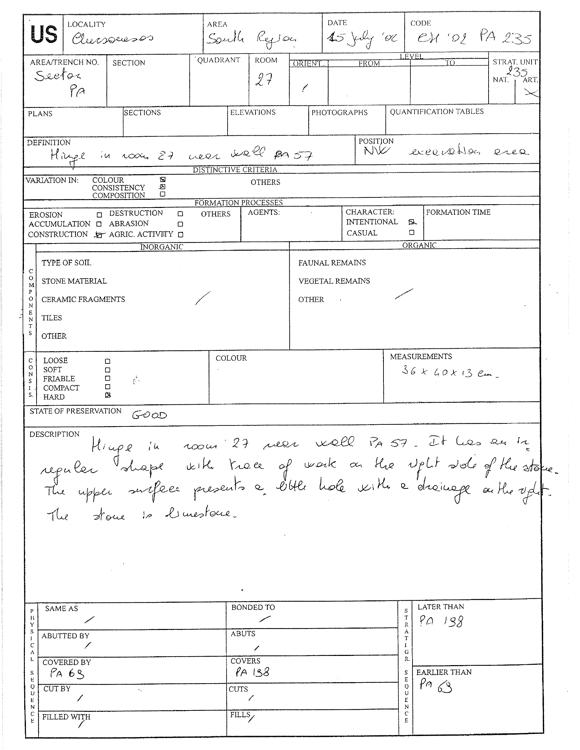 US
LOCALITY
Chersonesos
AREA
South Region
DATE
15 July '02
CODE
CH '02 PA 235
AREA/TRENCH NO.
Sector
PA
SECTION
QUADRANT
ROOM
27
LEVEL
ORIENT.
/
FROM
TO
STRAT. UNIT
235
NAT. ART.
PLANS
SECTIONS
ELEVATIONS
PHOTOGRAPHS
QUANTIFICATION TABLES
DEFINITION
Hinge in room 27 near wall PA 57
POSITION
NW excavation area
DISTINCTIVE CRITERIA
VARIATION IN: COLOUR
CONSISTENCY
COMPOSITION
OTHERS
FORMATION PROCESSES
EROSION DESTRUCTION OTHERS
ACCUMULATION ABRASION
CONSTRUCTION AGRIC. ACTIVITY
AGENTS:
CHARACTER:
INTENTIONAL
CASUAL
FORMATION TIME
COMPONENTS
INORGANIC
TYPE OF SOIL
STONE MATERIAL
CERAMIC FRAGMENTS /
TILES
OTHER
ORGANIC
FAUNAL REMAINS
VEGETAL REMAINS
OTHER /
CONSIS.
LOOSE
SOFT
FRIABLE
COMPACT
HARD
COLOUR
MEASUREMENTS
36 x 40 x 13 cm.
STATE OF PRESERVATION GOOD
DESCRIPTION
Hinge in room 27 near wall PA 57. It has an ir
regular shape with trace of work on the right side of the stone.
The upper surface presents a little hole with a drainage on the right.
The stone is limestone.
PHYSICAL SEQUENCE
SAME AS
/
BONDED TO
/
ABUTTED BY
/
ABUTS
/
COVERED BY
PA 63
COVERS
PA 138
CUT BY
/
CUTS
/
FILLED WITH /
FILLS /
STRATIGR. SEQUENCE
LATER THAN
PA 138
EARLIER THAN
PA 63